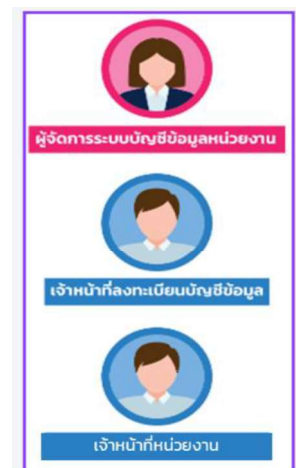 ผู้จัดการระบบบัญชีข้อมูลหน่วยงาน
เจ้าหน้าที่ลงทะเบียนบัญชีข้อมูล
เจ้าหน้าที่หน่วยงาน